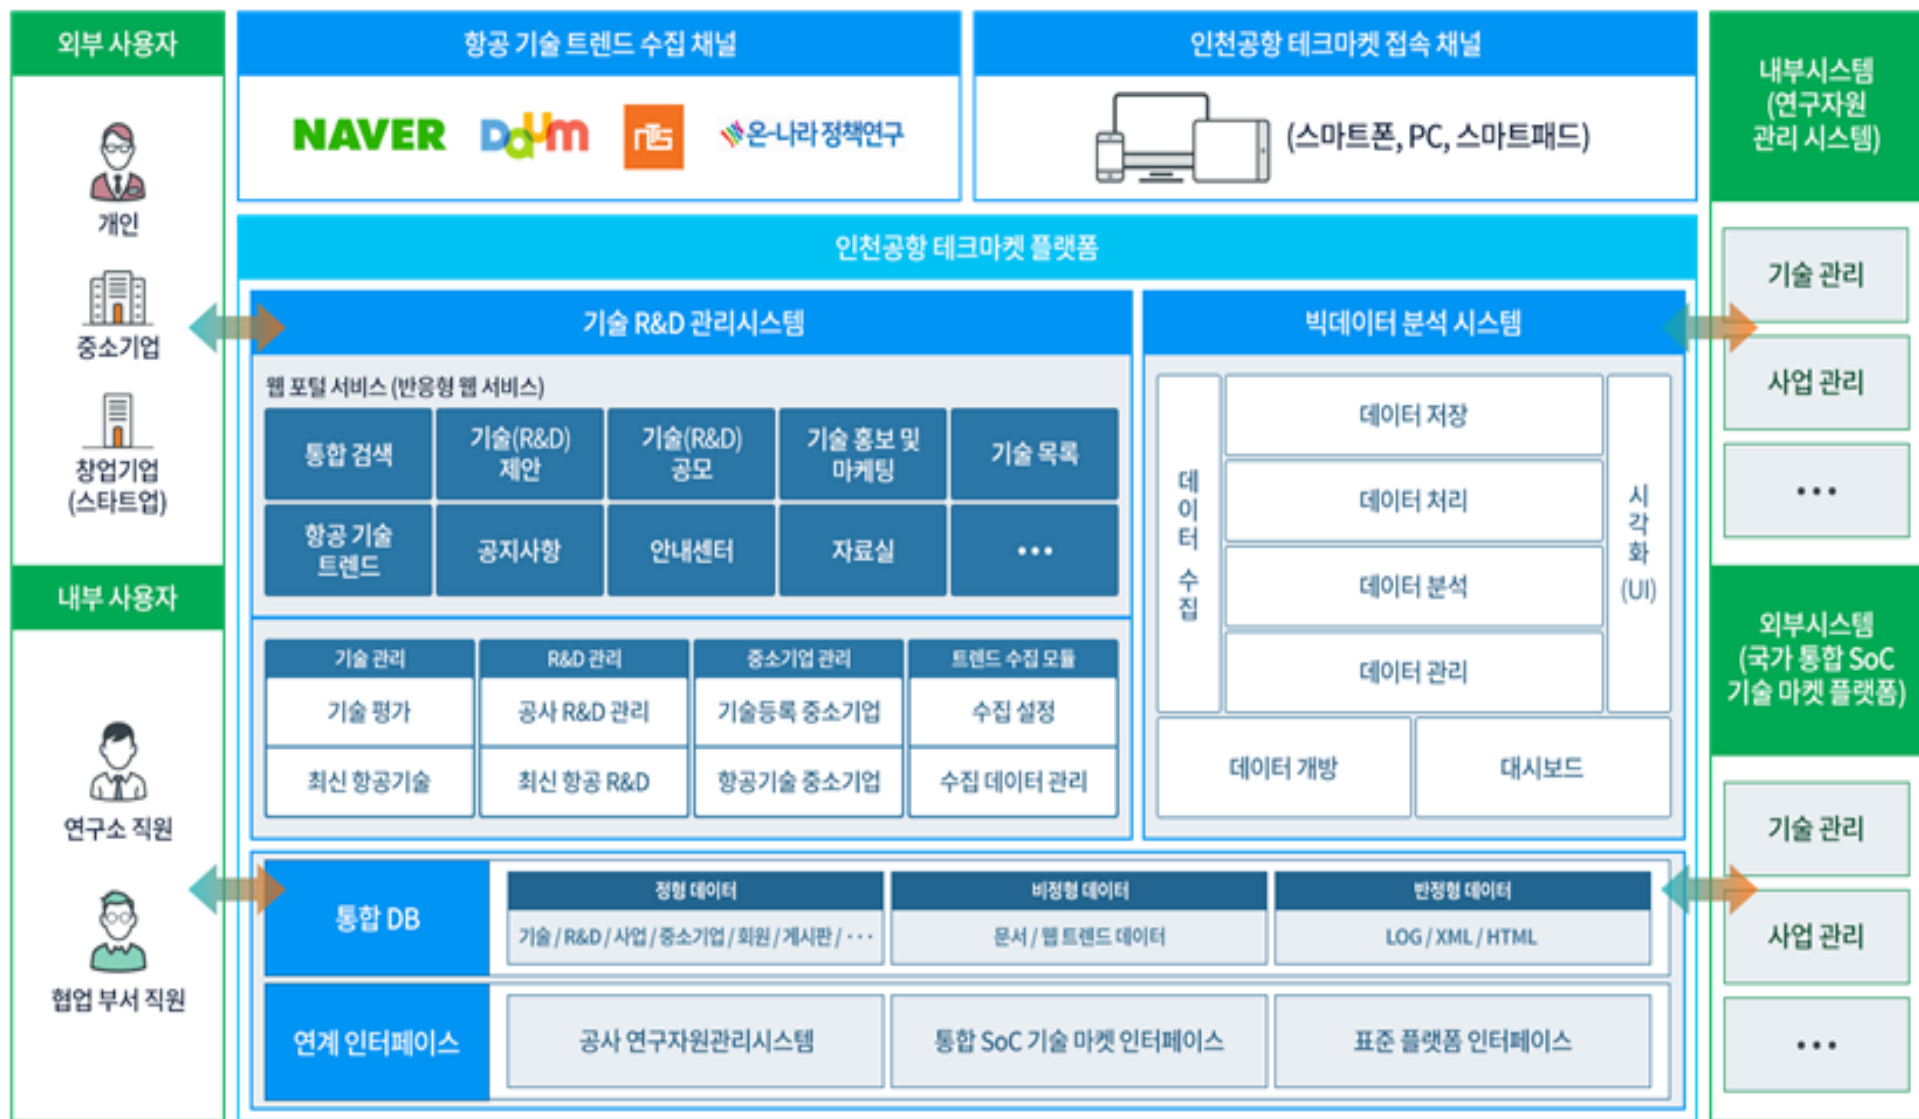 외부 사용자
개인
중소기업
창업기업
(스타트업)
내부 사용자
연구소 직원
협업 부서 직원
항공 기술 트렌드 수집 채널
NAVER Daum NTIS 온-나라 정책연구
인천공항 테크마켓 접속 채널
(스마트폰, PC, 스마트패드)
인천공항 테크마켓 플랫폼
기술 R&D 관리시스템
웹 포털 서비스 (반응형 웹 서비스)
통합 검색
기술(R&D)
제안
기술(R&D)
공모
기술 홍보 및
마케팅
기술 목록
항공 기술
트렌드
공지사항
안내센터
자료실
•••
기술 관리
기술 평가
최신 항공기술
R&D 관리
공사 R&D 관리
최신 항공 R&D
중소기업 관리
기술등록 중소기업
항공기술 중소기업
트렌드 수집 모듈
수집 설정
수집 데이터 관리
빅데이터 분석 시스템
데이터 수집
데이터 저장
데이터 처리
데이터 분석
데이터 관리
시각화
(UI)
데이터 개방
대시보드
통합 DB
정형 데이터
기술 / R&D / 사업 / 중소기업 / 회원 / 게시판 / ···
비정형 데이터
문서 / 웹 트렌드 데이터
반정형 데이터
LOG / XML / HTML
연계 인터페이스
공사 연구자원관리시스템
통합 SoC 기술 마켓 인터페이스
표준 플랫폼 인터페이스
내부시스템
(연구자원
관리 시스템)
기술 관리
사업 관리
•••
외부시스템
(국가 통합 SoC
기술 마켓 플랫폼)
기술 관리
사업 관리
•••